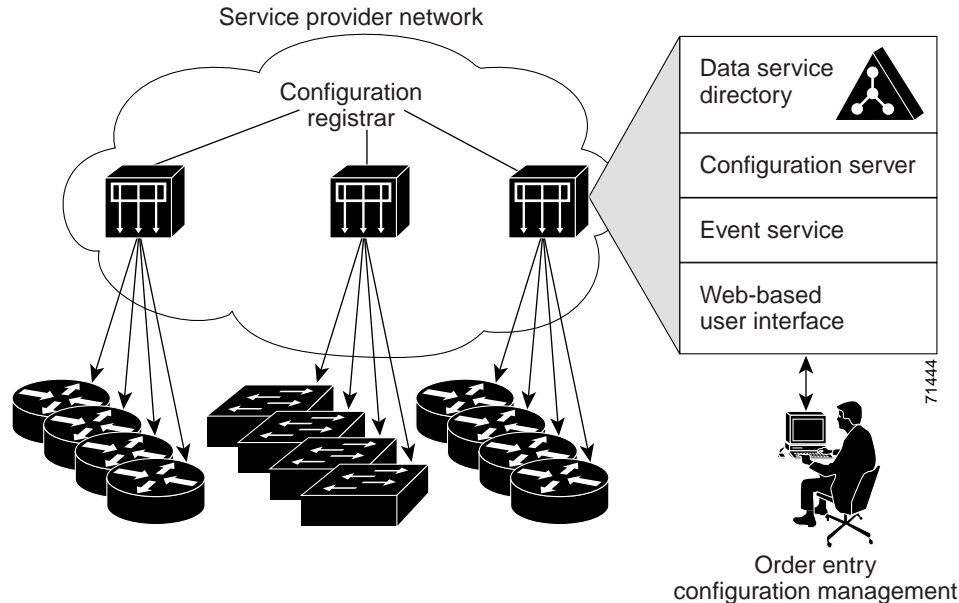 Service provider network
Configuration
registrar
Data service
directory
Configuration server
Event service
Web-based
user interface
71444
Order entry
configuration management